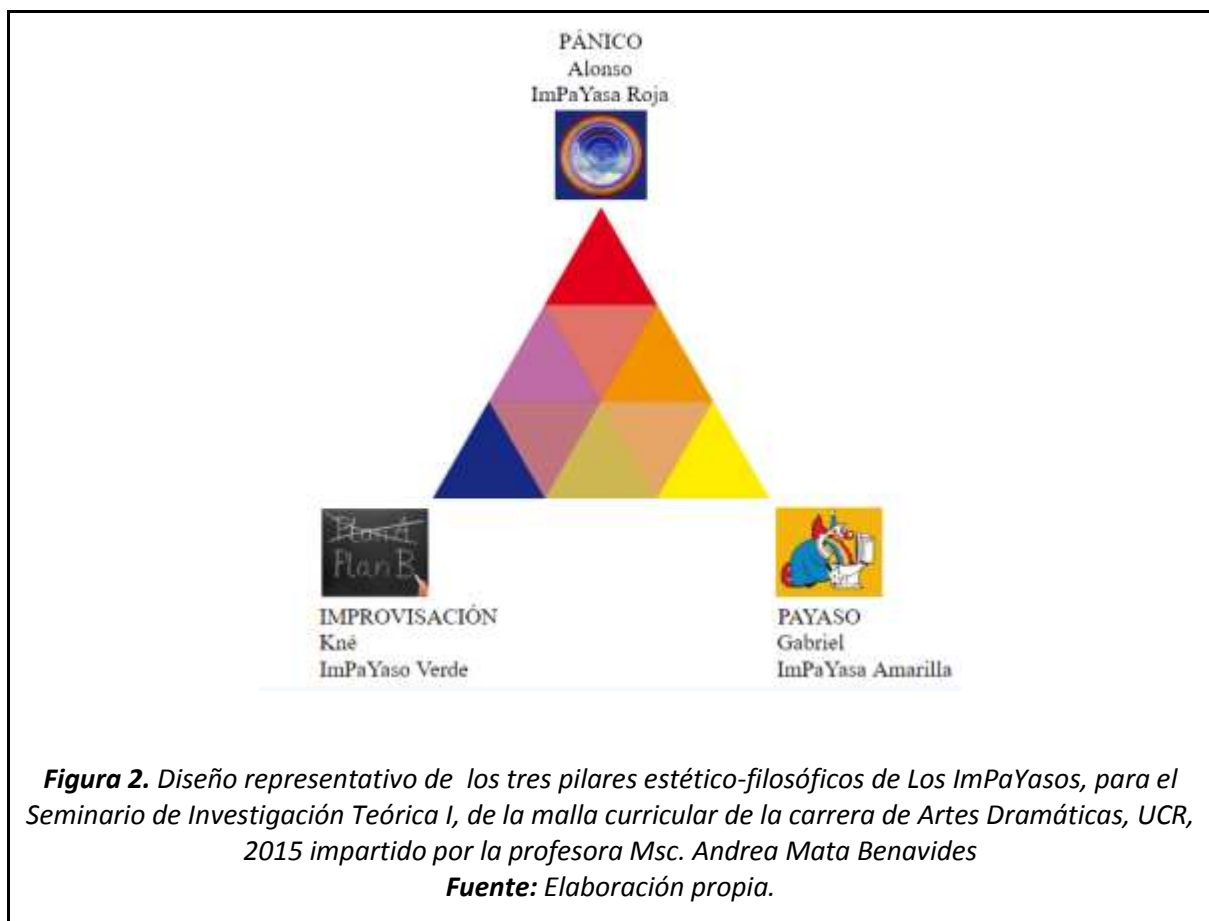 PÁNICO
Alonso
ImPaYasa Roja
Plan A
Plan B
IMPROVISACIÓN
Kné
ImPaYaso Verde
PAYASO
Gabriel
ImPaYasa Amarilla
Figura 2. Diseño representativo de los tres pilares estético-filosóficos de Los ImPaYasos, para el
Seminario de Investigación Teórica I, de la malla curricular de la carrera de Artes Dramáticas, UCR,
2015 impartido por la profesora Msc. Andrea Mata Benavides
Fuente: Elaboración propia.